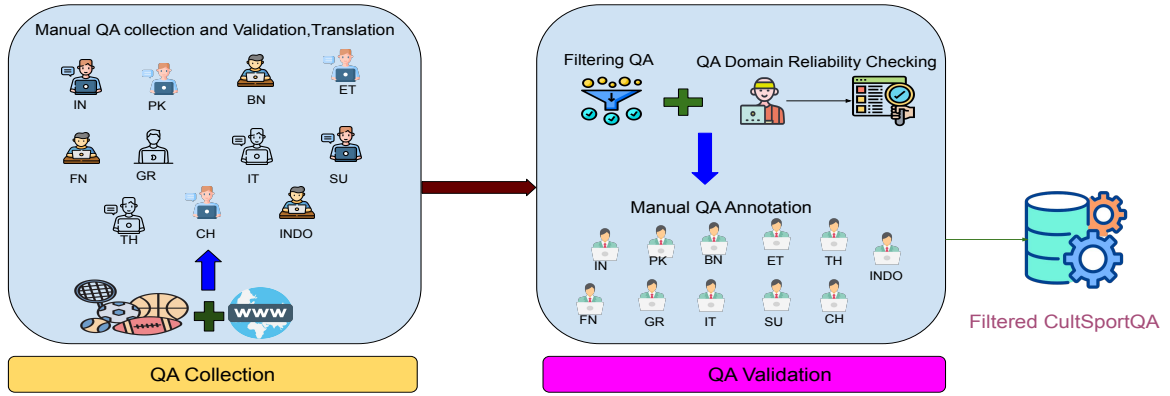 Manual QA collection and Validation,Translation
IN
PK
BN
ET
FN
GR
IT
SU
TH
CH
INDO
WWW
QA Collection
Filtering QA
QA Domain Reliability Checking
Manual QA Annotation
IN
PK
BN
ET
TH
INDO
FN
GR
IT
SU
CH
QA Validation
Filtered CultSportQA